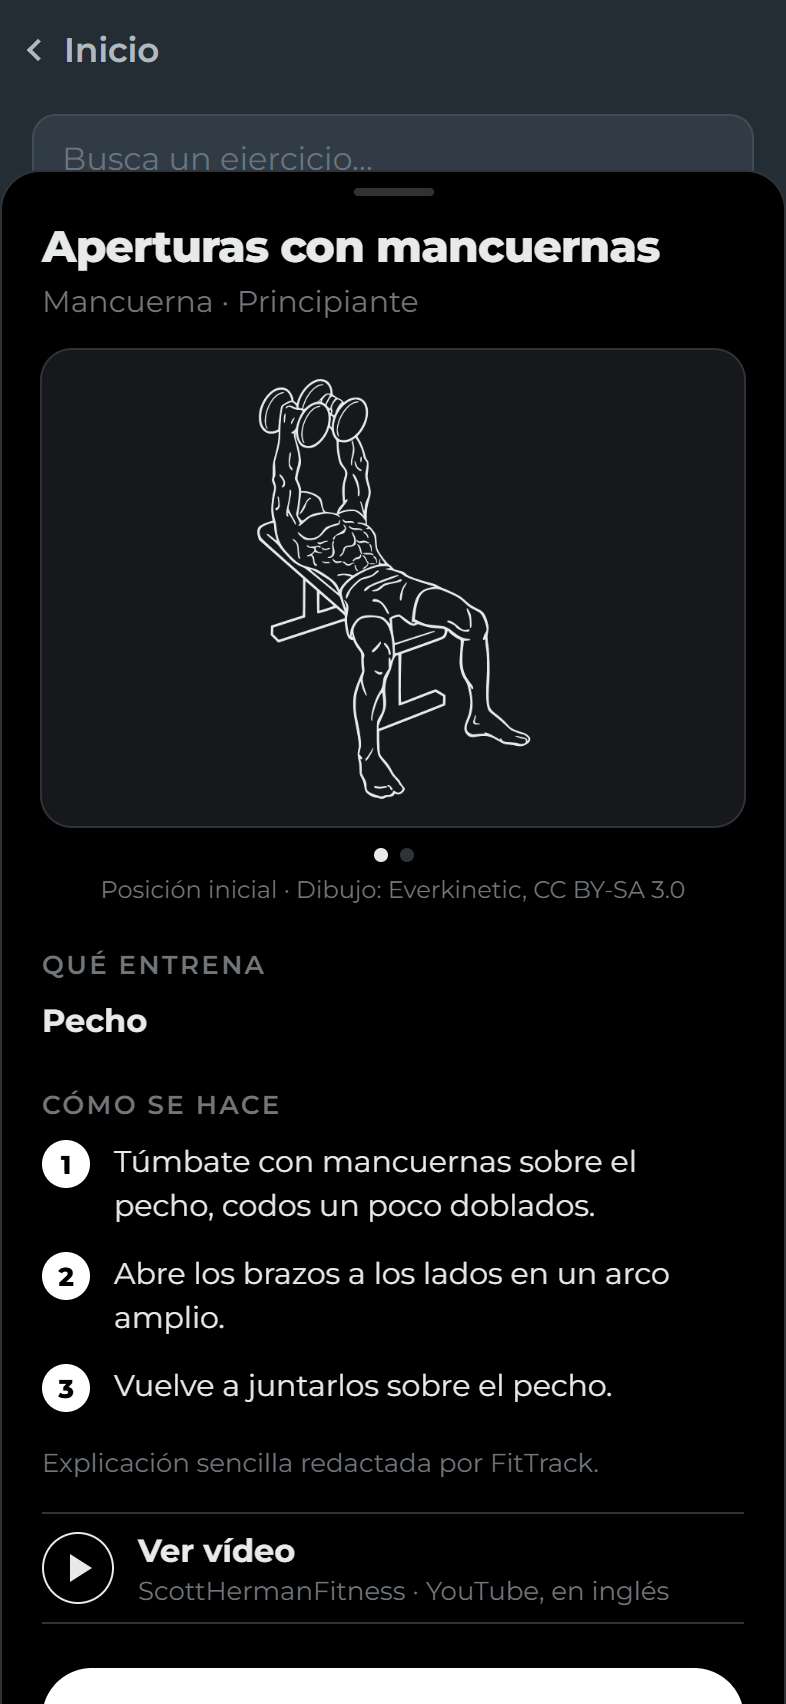 Inicio
Busca un ejercicio...
Aperturas con mancuernas
Mancuerna · Principiante
Posición inicial · Dibujo: Everkinetic, CC BY-SA 3.0
QUÉ ENTRENA
Pecho
CÓMO SE HACE
1 Túmbate con mancuernas sobre el
pecho, codos un poco doblados.
2 Abre los brazos a los lados en un arco
amplio.
3 Vuelve a juntarlos sobre el pecho.
Explicación sencilla redactada por FitTrack.
Ver vídeo
ScottHermanFitness · YouTube, en inglés